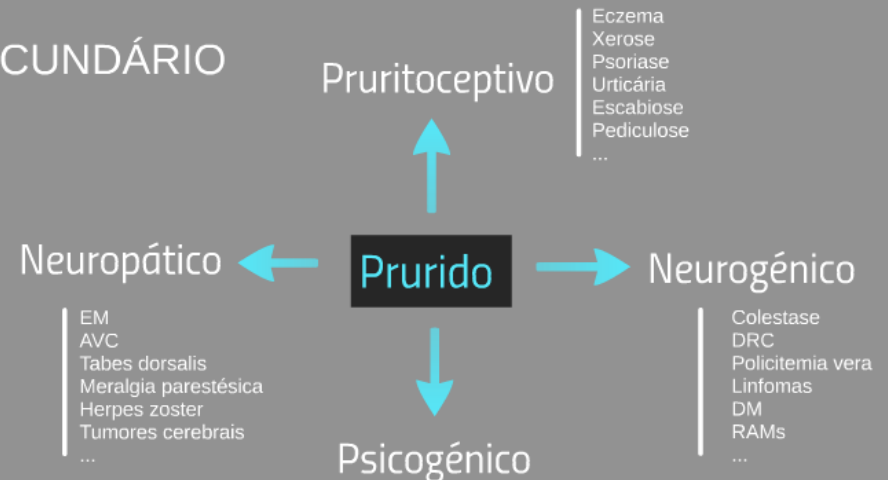 CUNDÁRIO
Pruritoceptivo
Eczema
Xerose
Psoriase
Urticária
Escabiose
Pediculose
...
Neuropático
EM
AVC
Tabes dorsalis
Meralgia parestésica
Herpes zoster
Tumores cerebrais
...
Prurido
Neurogénico
Colestase
DRC
Policitemia vera
Linfomas
DM
RAMs
...
Psicogénico